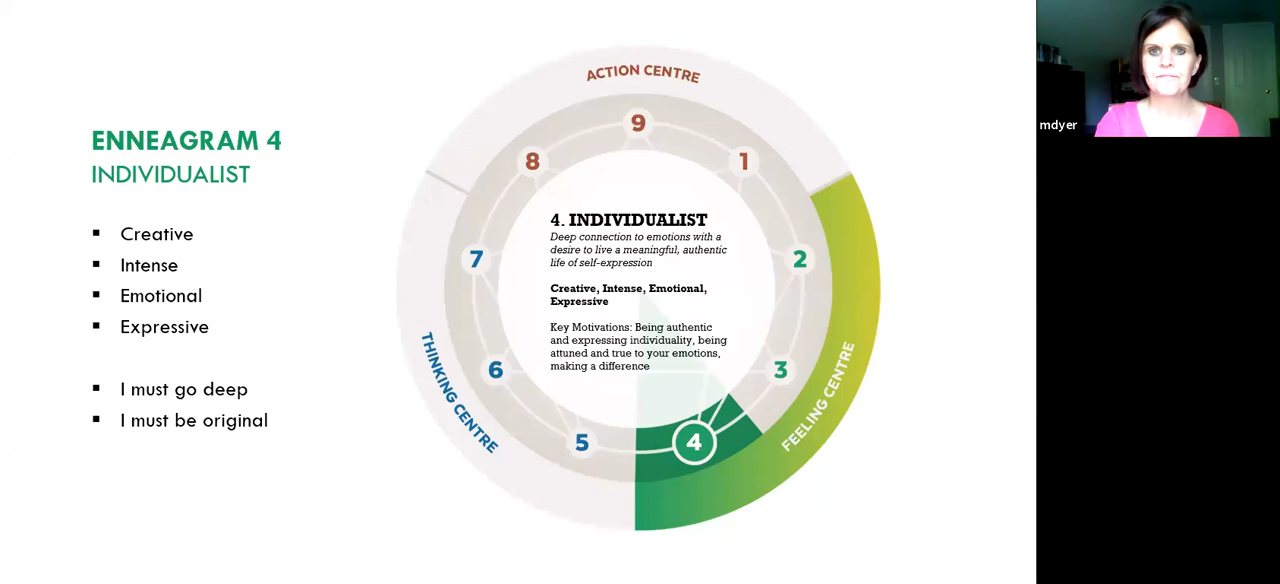 ENNEAGRAM 4
INDIVIDUALIST
▪ Creative
▪ Intense
▪ Emotional
▪ Expressive
▪ I must go deep
▪ I must be original
ACTION CENTRE
9
8
1
7
2
6
3
5
4
THINKING CENTRE
FEELING CENTRE
4. INDIVIDUALIST
Deep connection to emotions with a
desire to live a meaningful, authentic
life of self-expression
Creative, Intense, Emotional,
Expressive
Key Motivations: Being authentic
and expressing individuality, being
attuned and true to your emotions,
making a difference
mdyer